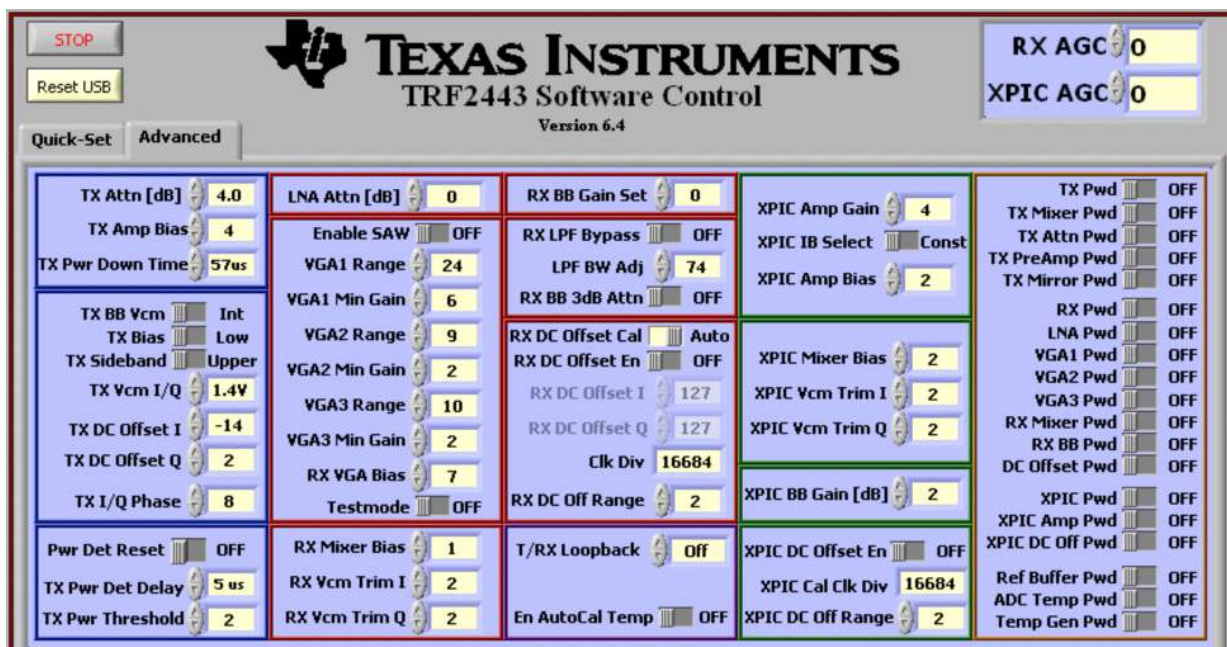 STOP
Reset USB
TEXAS INSTRUMENTS
TRF2443 Software Control
Version 6.4
RX AGC 0
XPIC AGC 0
Quick-Set Advanced
TX Attn [dB] 4.0
TX Amp Bias 4
TX Pwr Down Time 57us
TX BB Vcm Int
TX Bias Low
TX Sideband Upper
TX Vcm I/Q 1.4V
TX DC Offset I -14
TX DC Offset Q 2
TX I/Q Phase 8
Pwr Det Reset OFF
TX Pwr Det Delay 5 us
TX Pwr Threshold 2
LNA Attn [dB] 0
Enable SAW OFF
VGA1 Range 24
VGA1 Min Gain 6
VGA2 Range 9
VGA2 Min Gain 2
VGA3 Range 10
VGA3 Min Gain 2
RX VGA Bias 7
Testmode OFF
RX Mixer Bias 1
RX Vcm Trim I 2
RX Vcm Trim Q 2
RX BB Gain Set 0
RX LPF Bypass OFF
LPF BW Adj 74
RX BB 3dB Attn OFF
RX DC Offset Cal Auto
RX DC Offset En OFF
RX DC Offset I 127
RX DC Offset Q 127
Clk Div 16684
RX DC Off Range 2
T/RX Loopback Off
En AutoCal Temp OFF
XPIC Amp Gain 4
XPIC IB Select Const
XPIC Amp Bias 2
XPIC Mixer Bias 2
XPIC Vcm Trim I 2
XPIC Vcm Trim Q 2
XPIC BB Gain [dB] 2
XPIC DC Offset En OFF
XPIC Cal Clk Div 16684
XPIC DC Off Range 2
TX Pwd OFF
TX Mixer Pwd OFF
TX Attn Pwd OFF
TX PreAmp Pwd OFF
TX Mirror Pwd OFF
RX Pwd OFF
LNA Pwd OFF
VGA1 Pwd OFF
VGA2 Pwd OFF
VGA3 Pwd OFF
RX Mixer Pwd OFF
RX BB Pwd OFF
DC Offset Pwd OFF
XPIC Pwd OFF
XPIC Amp Pwd OFF
XPIC DC Off Pwd OFF
Ref Buffer Pwd OFF
ADC Temp Pwd OFF
Temp Gen Pwd OFF